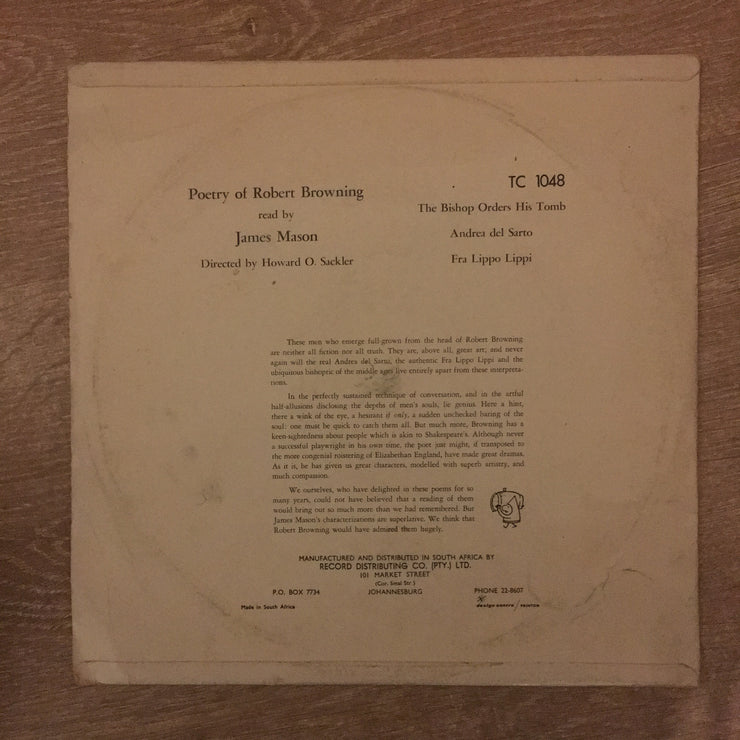 Poetry of Robert Browning
read by
James Mason
Directed by Howard O. Sackler
TC 1048
The Bishop Orders His Tomb
Andrea del Sarto
Fra Lippo Lippi
These men who emerge full-grown from the head of Robert Browning
are neither all fiction nor all truth. They are, above all, great art; and never
again will the real Andrea del Sarto, the authentic Fra Lippo Lippi and the
ubiquitous bishopric of the middle ages live entirely apart from these interpreta-
tions.
In the perfectly sustained technique of conversation, and in the artful
half-allusions disclosing the depths of men's souls, lie genius. Here a hint,
there a wink of the eye, a hesitant if only, a sudden unchecked baring of the
soul: one must be quick to catch them all. But much more, Browning has a
keen-sightedness about people which is akin to Shakespeare's. Although never
a successful playwright in his own time, the poet just might, if transposed to
the more congenial roistering of Elizabethan England, have made great dramas.
As it is, he has given us great characters, modelled with superb artistry, and
much compassion.
We ourselves, who have delighted in these poems for so
many years, could not have believed that a reading of them
would bring out so much more than we had remembered. But
James Mason's characterizations are superlative. We think that
Robert Browning would have admired them hugely.
MANUFACTURED AND DISTRIBUTED IN SOUTH AFRICA BY
RECORD DISTRIBUTING CO. (PTY.) LTD.
101 MARKET STREET
(Cor. Smal Str.)
P.O. BOX 7734 JOHANNESBURG PHONE 22-8607
Made in South Africa
design centre /